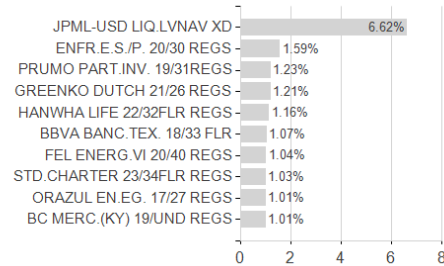 JPML-USD LIQ.LVNAV XD 6.62%
ENFR.E.S./P. 20/30 REGS 1.59%
PRUMO PART.INV. 19/31REGS 1.23%
GREENKO DUTCH 21/26 REGS 1.21%
HANWHA LIFE 22/32FLR REGS 1.16%
BBVA BANC.TEX. 18/33 FLR 1.07%
FEL ENERG.VI 20/40 REGS 1.04%
STD.CHARTER 23/34FLR REGS 1.03%
ORAZUL EN.EG. 17/27 REGS 1.01%
BC MERC.(KY) 19/UND REGS 1.01%
0 2 4 6 8